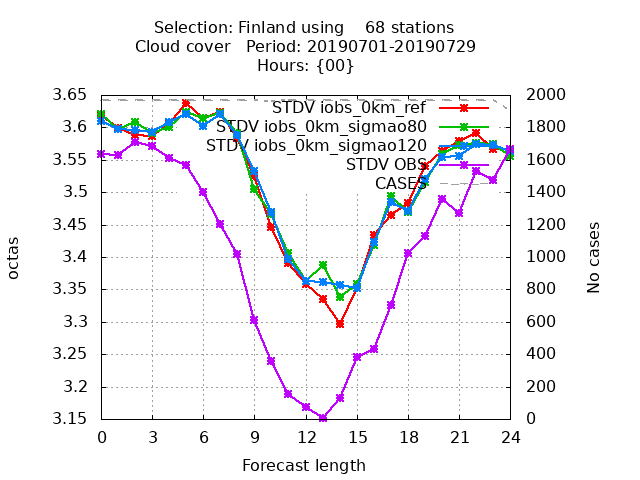 Selection: Finland using    68 stations
Cloud cover   Period: 20190701-20190729
Hours: {00}
3.65
3.6
3.55
3.5
3.45
3.4
3.35
3.3
3.25
3.2
3.15
octas
STDV iobs_0km_ref
STDV iobs_0km_sigmao80
STDV iobs_0km_sigmao120
STDV OBS
CASES
2000
1800
1600
1400
1200
1000
800
600
400
200
0
No cases
0 3 6 9 12 15 18 21 24
Forecast length